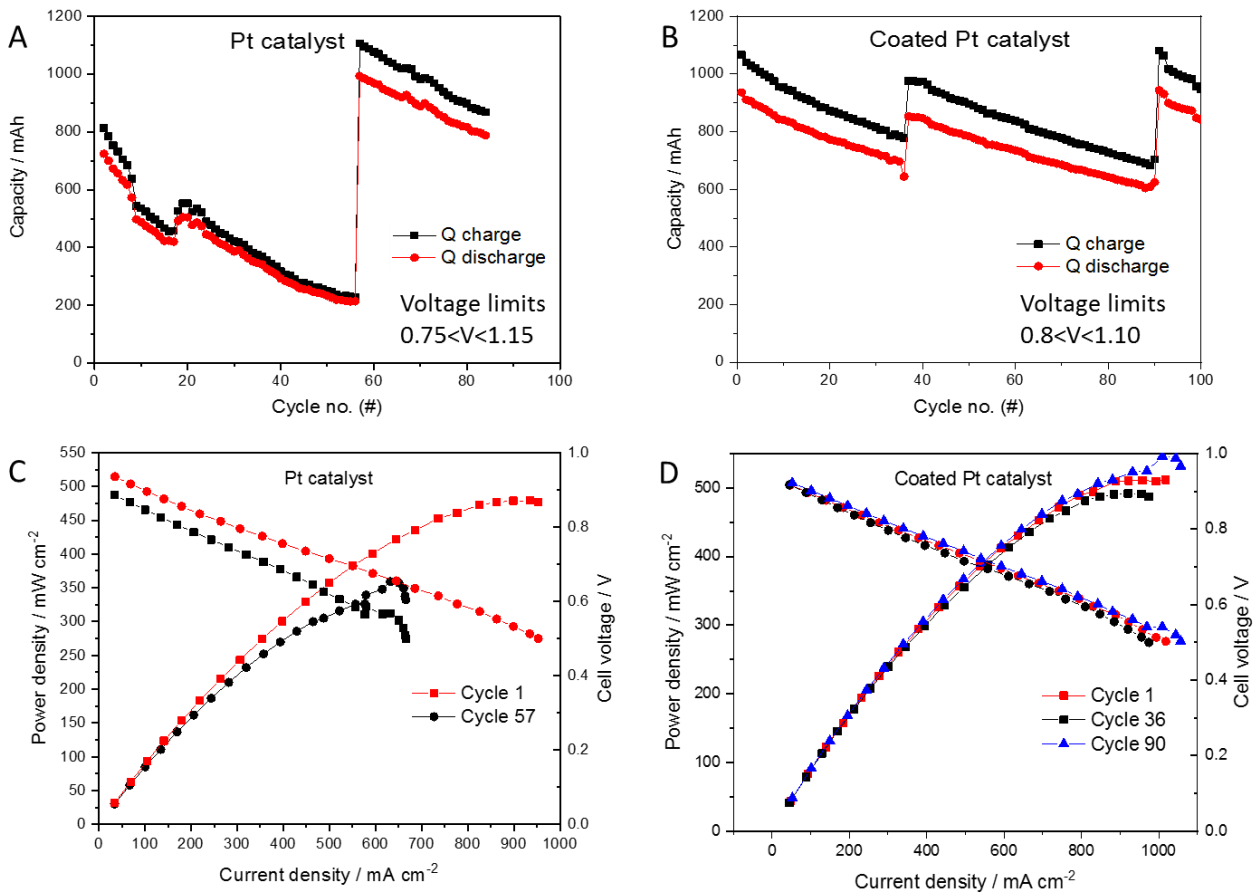 A
Pt catalyst
1200
1000
800
600
400
200
0
Capacity / mAh
Q charge
Q discharge
Voltage limits
0.75<V<1.15
0
20
40
60
80
100
Cycle no. (#)
B
Coated Pt catalyst
1200
1000
800
600
400
200
0
Capacity / mAh
Q charge
Q discharge
Voltage limits
0.8<V<1.10
0
20
40
60
80
100
Cycle no. (#)
C
Pt catalyst
550
500
450
400
350
300
250
200
150
100
50
0
Power density / mW cm-2
1.0
0.8
0.6
0.4
0.2
0.0
Cell voltage / V
Cycle 1
Cycle 57
0
100
200
300
400
500
600
700
800
900
1000
Current density / mA cm-2
D
Coated Pt catalyst
500
400
300
250
200
150
100
50
0
Power density / mW cm-2
1.0
0.8
0.6
0.4
0.2
0.0
Cell voltage / V
Cycle 1
Cycle 36
Cycle 90
0
200
400
600
800
1000
Current density / mA cm-2